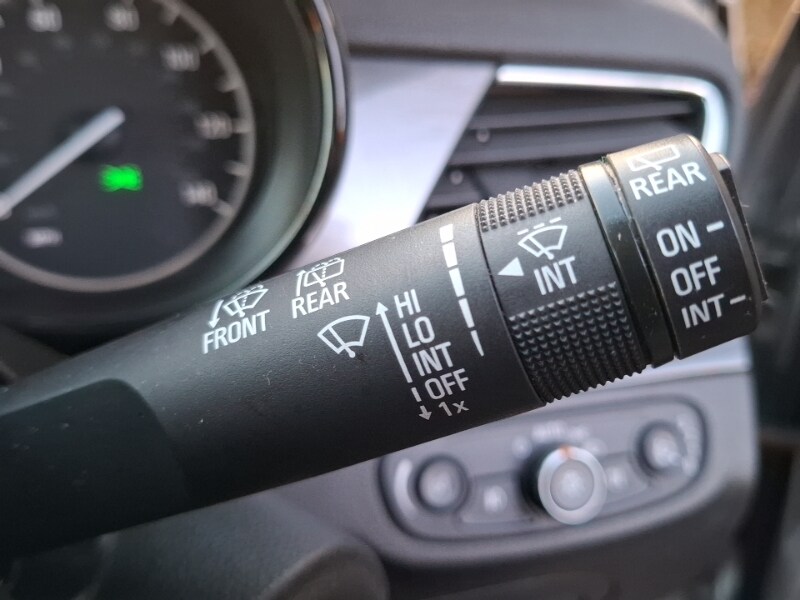 FRONT
REAR
HI
LO
INT
OFF
1x
INT
REAR
ON
OFF
INT